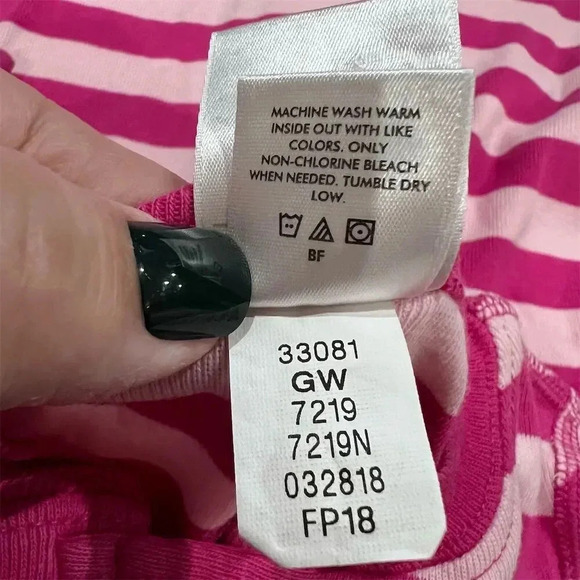 MACHINE WASH WARM
INSIDE OUT WITH LIKE
COLORS. ONLY
NON-CHLORINE BLEACH
WHEN NEEDED. TUMBLE DRY
LOW.
BF
33081
GW
7219
7219N
032818
FP18